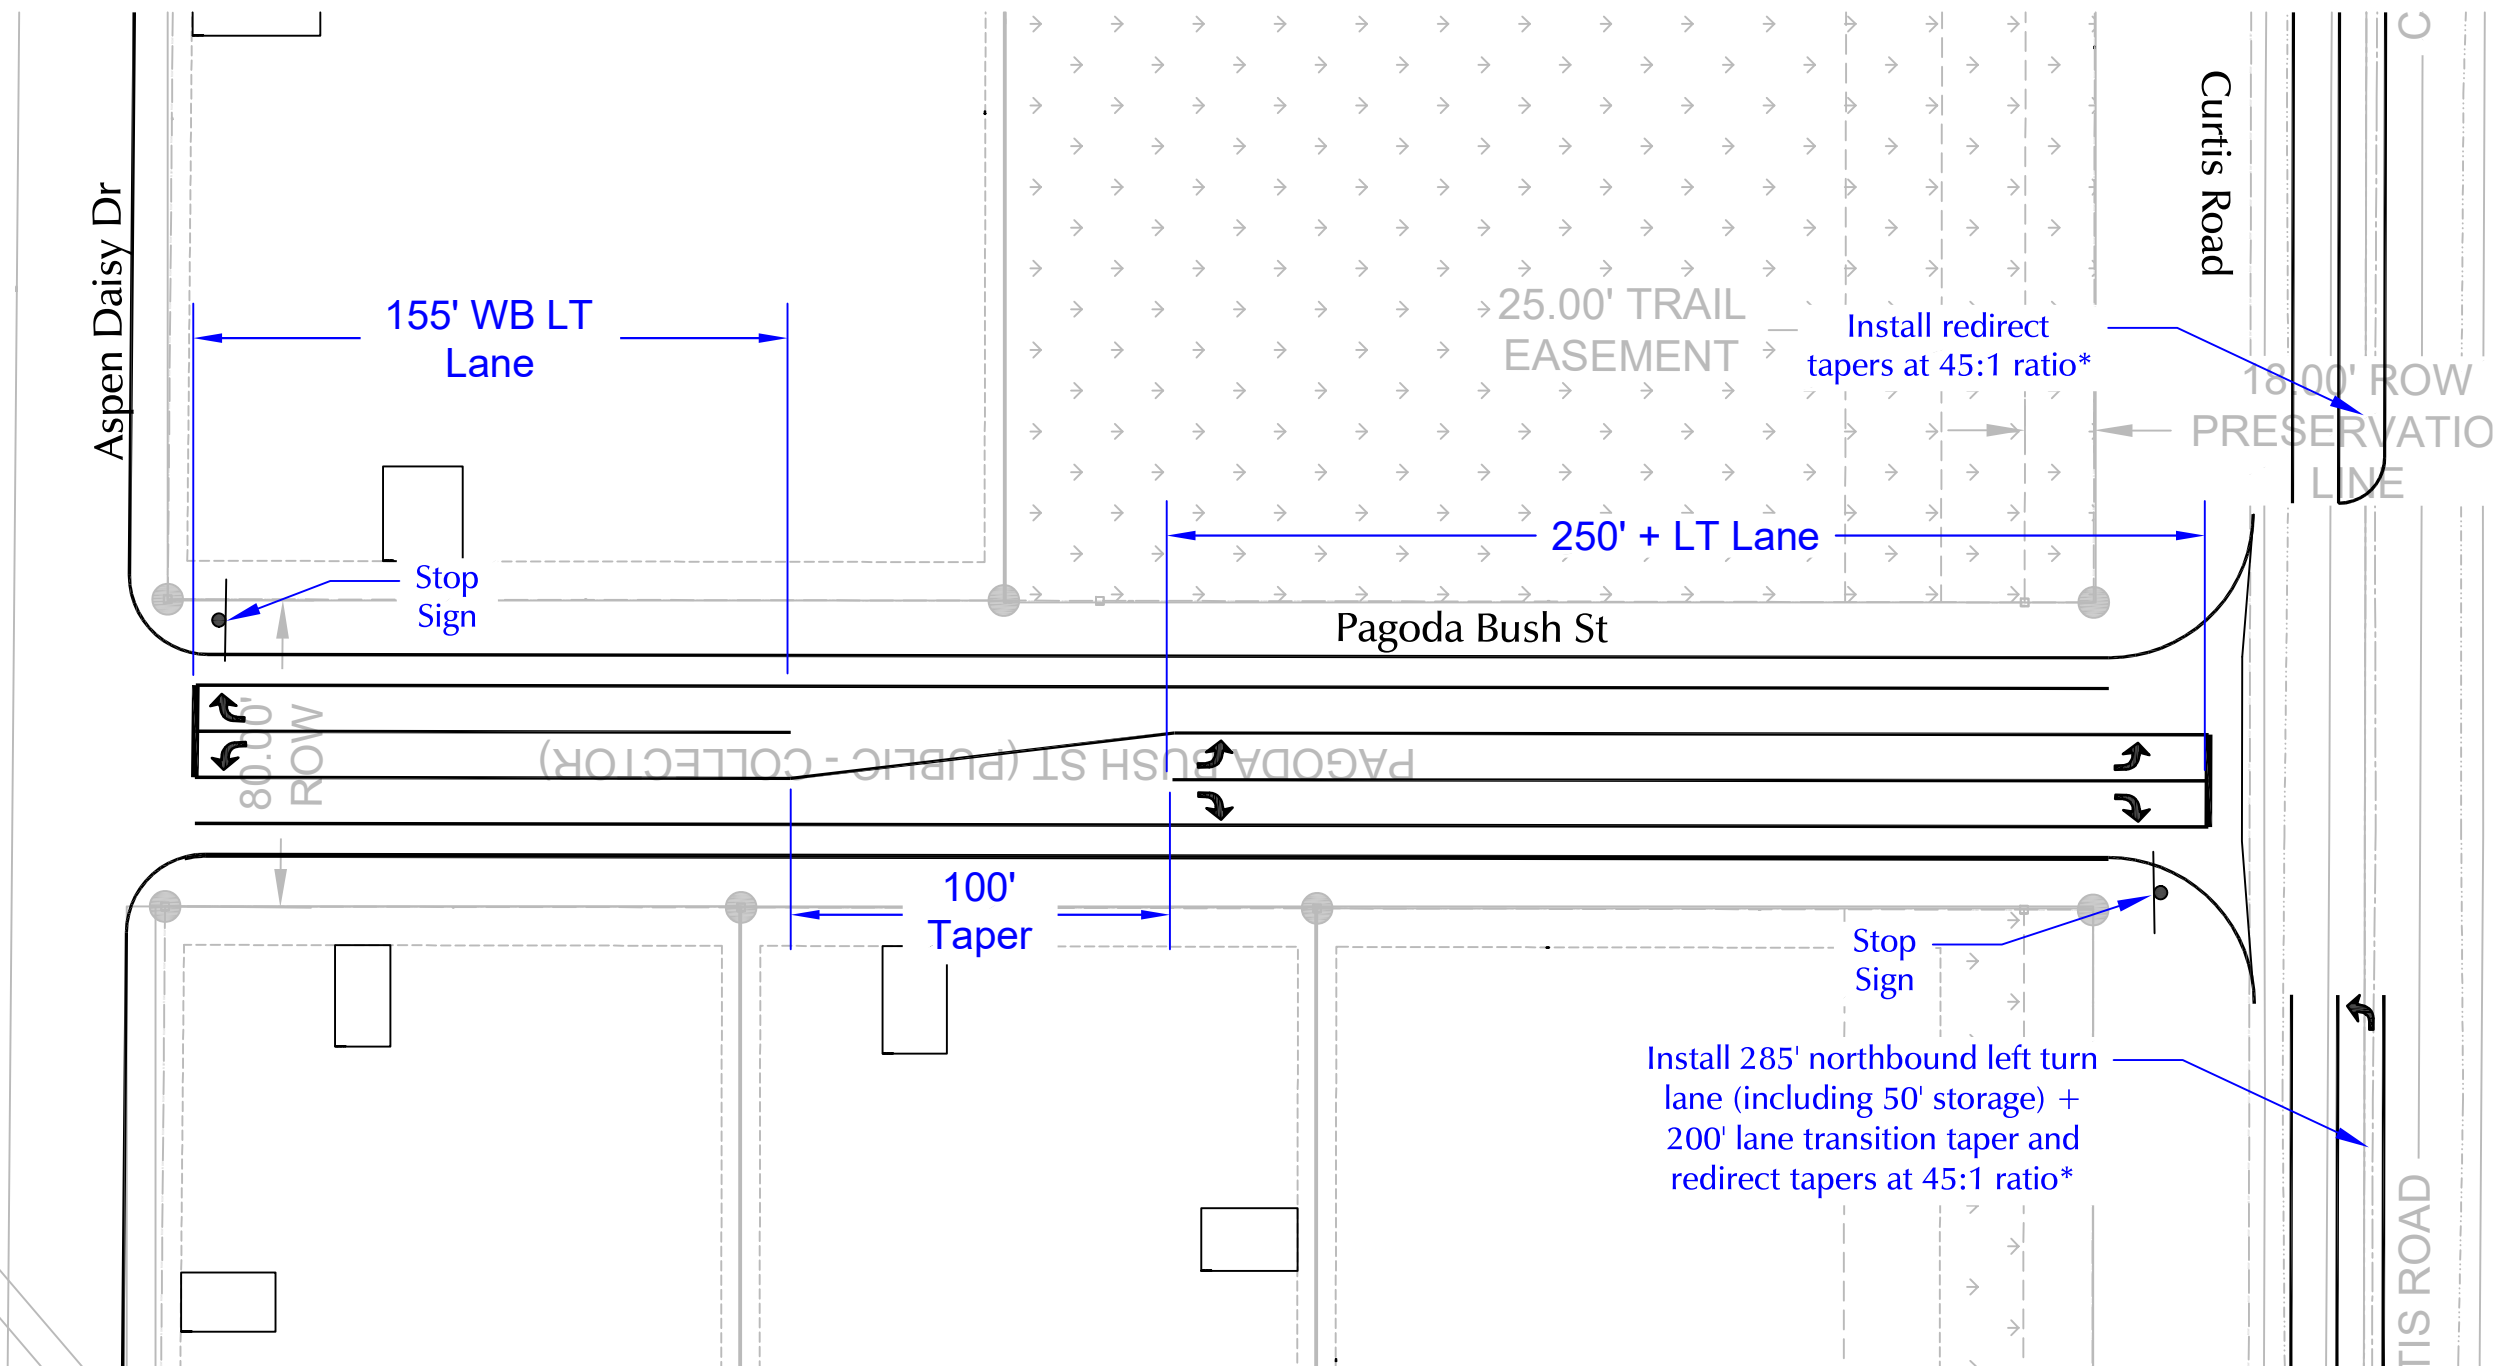 C
Curtis Road
Aspen Daisy Dr
155' WB LT
Lane
25.00' TRAIL
EASEMENT
Install redirect
tapers at 45:1 ratio*
18.00' ROW
PRESERVATIO
LINE
250' + LT Lane
Stop
Sign
Pagoda Bush St
80.00'
ROW
PAGODA BUSH ST (PUBLIC - COLLECTOR)
100'
Taper
Stop
Sign
Install 285' northbound left turn
lane (including 50' storage) +
200' lane transition taper and
redirect tapers at 45:1 ratio*
TIS ROAD